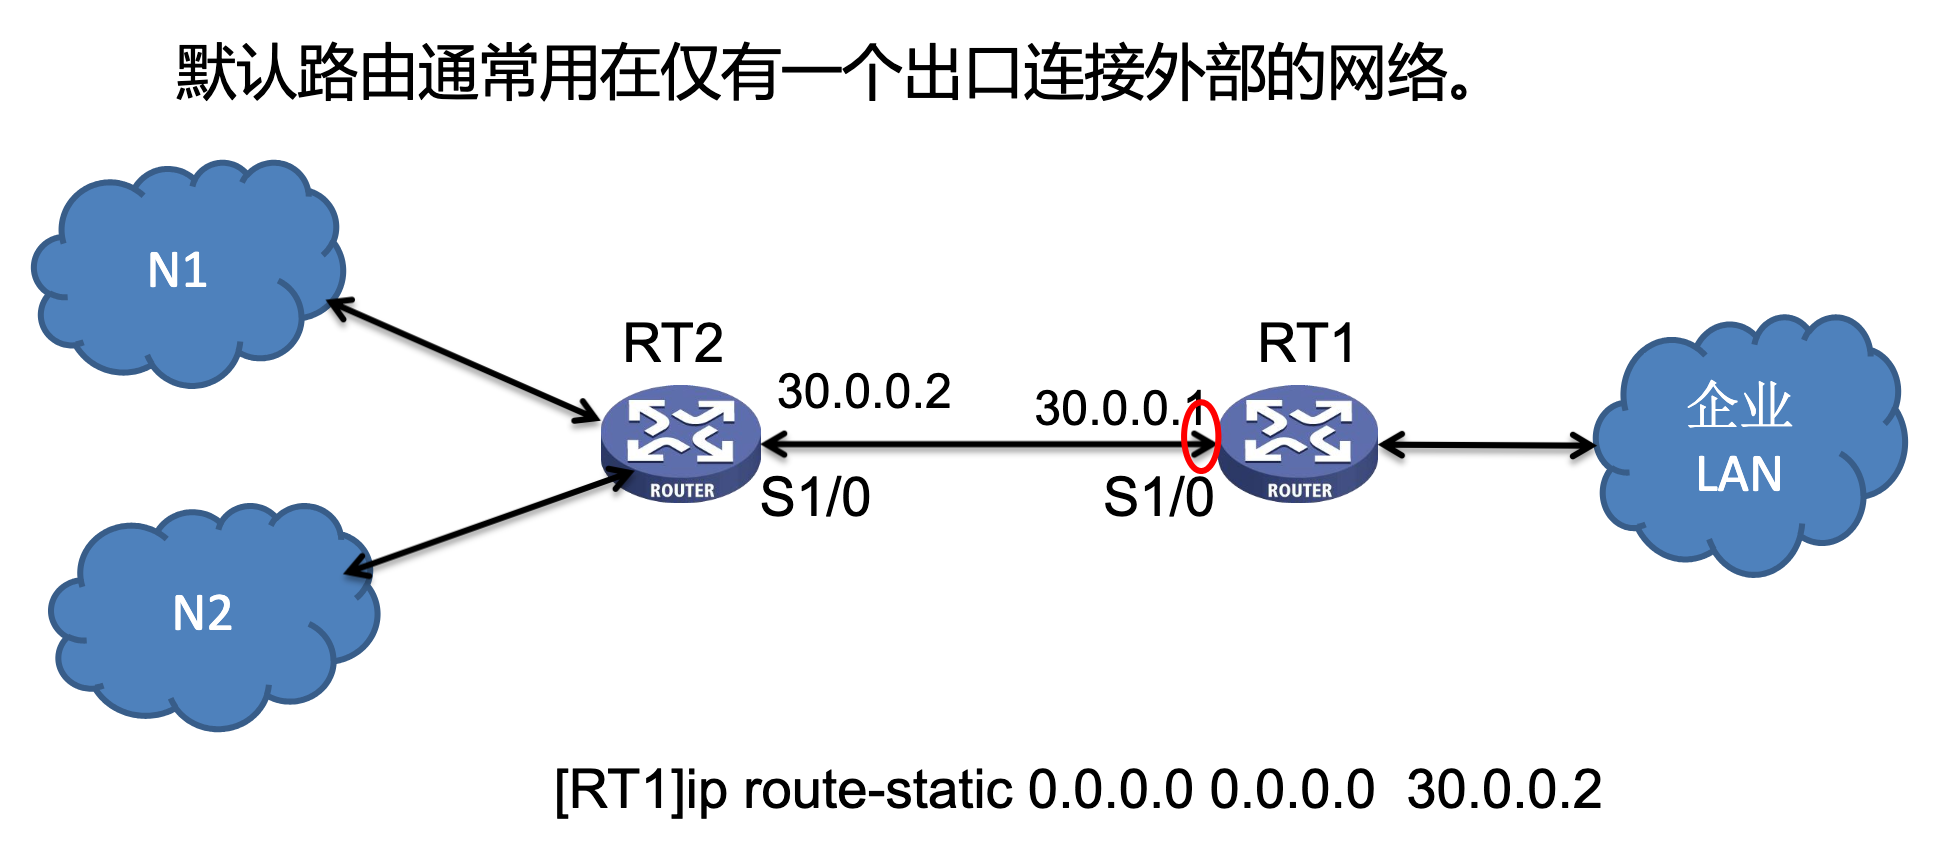 默认路由通常用在仅有一个出口连接外部的网络。
N1
RT2
RT1
30.0.0.2
30.0.0.1
企业
LAN
ROUTER
ROUTER
S1/0
S1/0
N2
[RT1]ip route-static 0.0.0.0 0.0.0.0 30.0.0.2